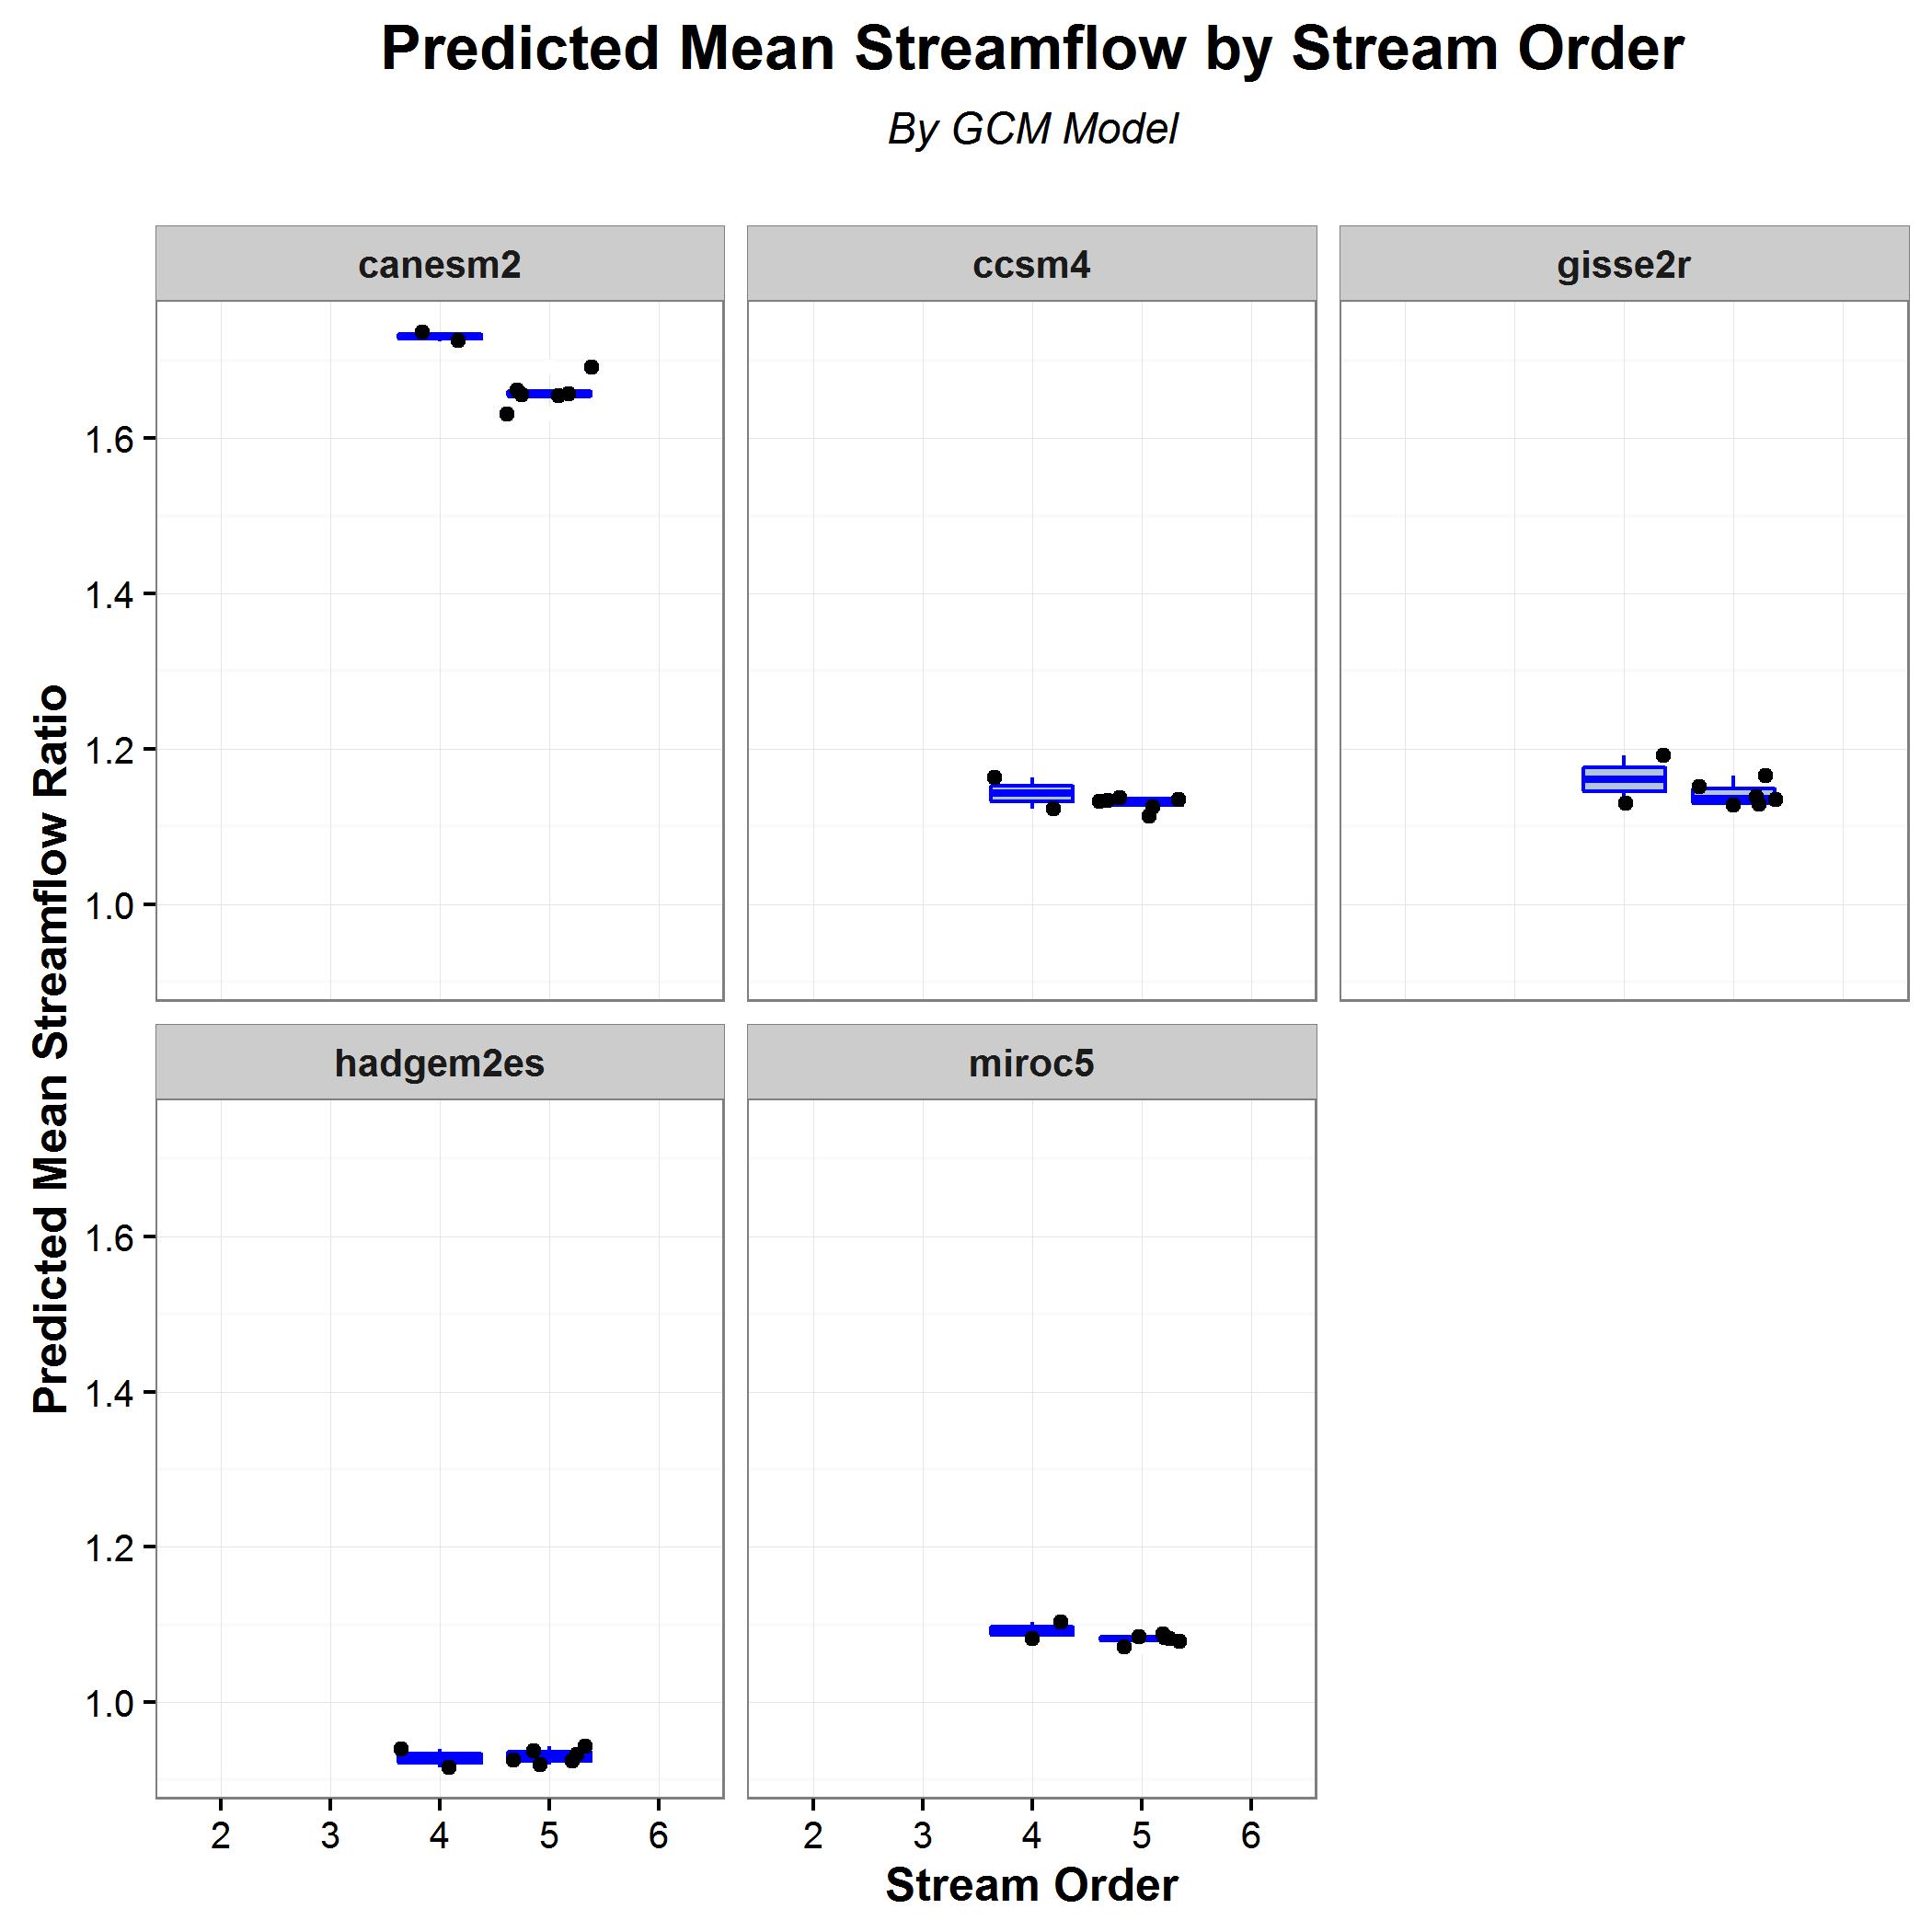 Predicted Mean Streamflow by Stream Order
By GCM Model
canesm2
ccsm4
gisse2r
1.6
1.4
1.2
1.0
Predicted Mean Streamflow Ratio
hadgem2es
miroc5
1.6
1.4
1.2
1.0
2 3 4 5 6
2 3 4 5 6
Stream Order